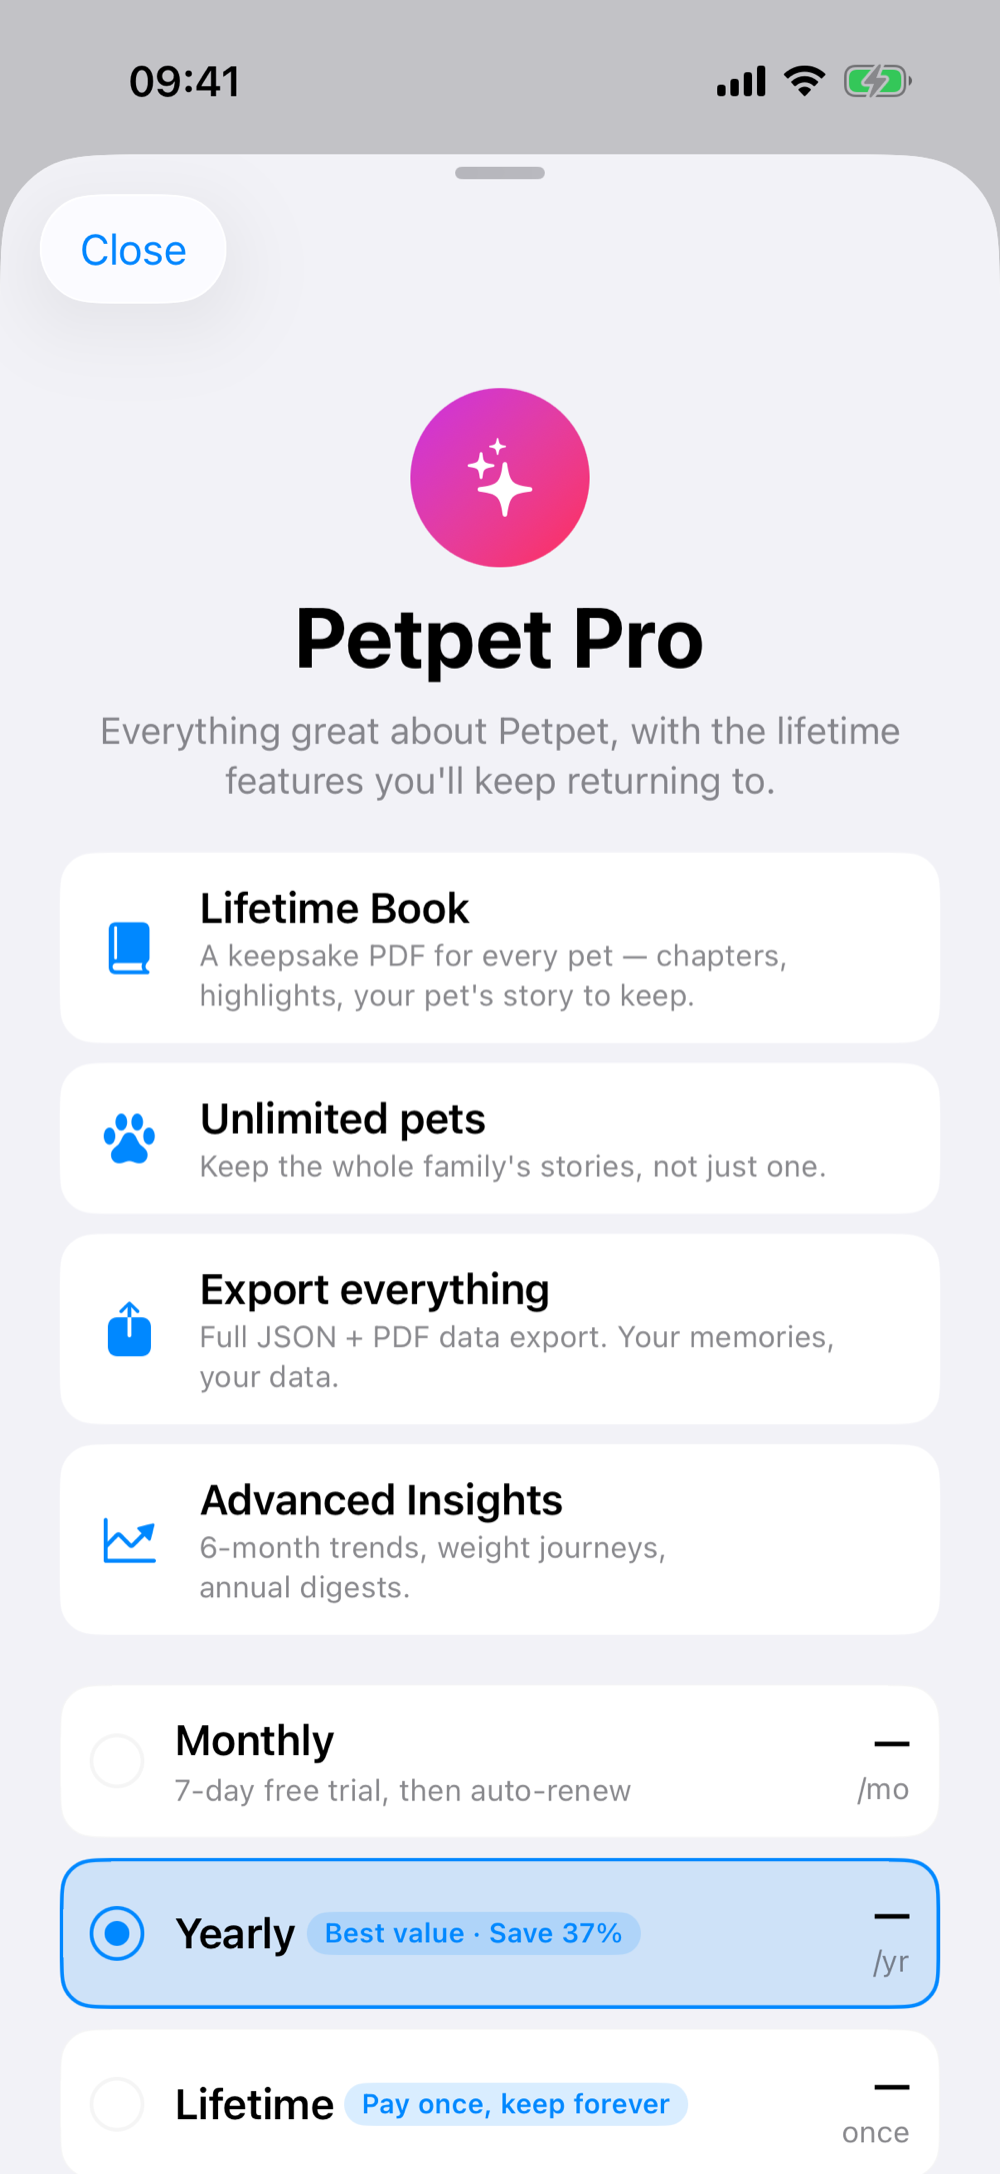 09:41
Close
Petpet Pro
Everything great about Petpet, with the lifetime
features you'll keep returning to.
Lifetime Book
A keepsake PDF for every pet — chapters,
highlights, your pet's story to keep.
Unlimited pets
Keep the whole family's stories, not just one.
Export everything
Full JSON + PDF data export. Your memories,
your data.
Advanced Insights
6-month trends, weight journeys,
annual digests.
Monthly
7-day free trial, then auto-renew
—
/mo
Yearly
Best value · Save 37%
—
/yr
Lifetime
Pay once, keep forever
—
once